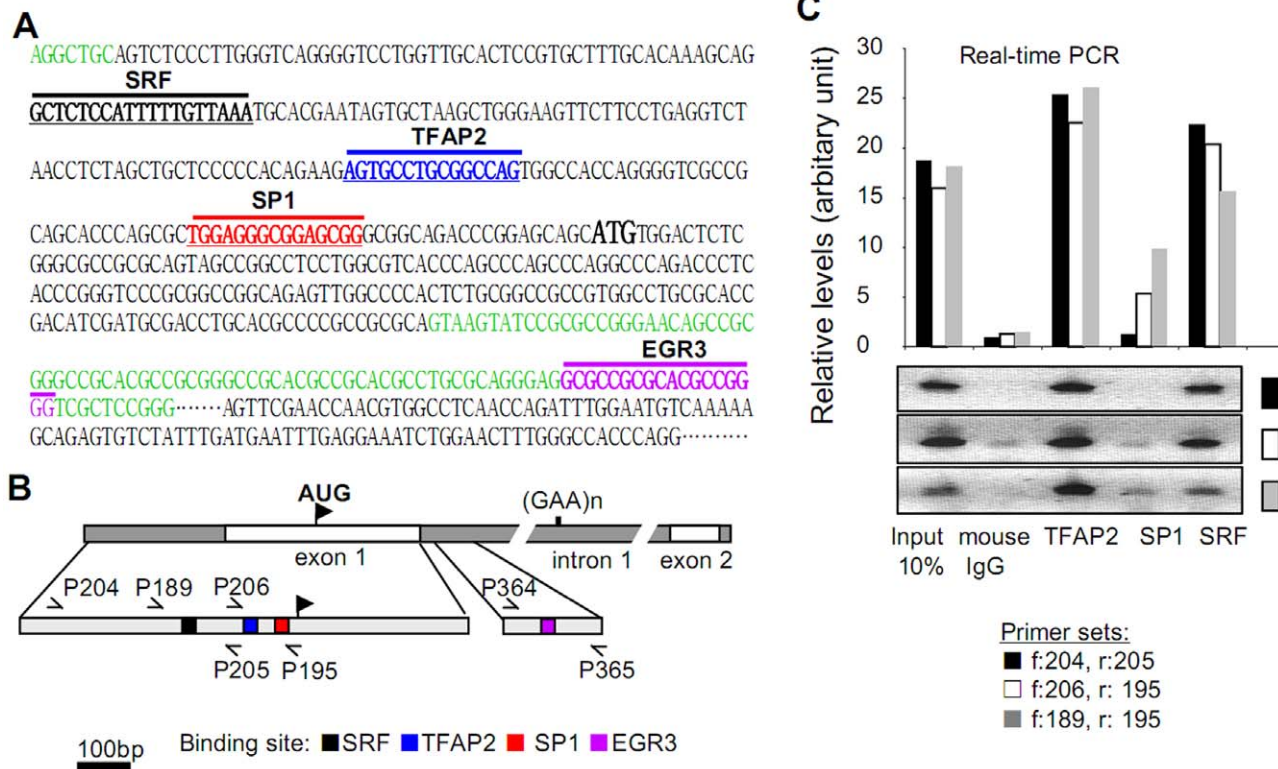 A
AGGCTGCAGTCTCCCTTGGGTCAGGGGTCCTGGTTGCACTCCGTGCTTTGCACAAAGCAG
SRF
GCTCTCCATTTTTGTTAAATGCACGAATAGTGCTAAGCTGGGAAGTTCTTCCTGAGGTCT
TFAP2
AACCTCTAGCTGCTCCCCCACAGAAGAGTGCCTGCGGCCAGTGGCCACCAGGGGTCGCCG
SP1
CAGCACCCAGCGCTGGAGGGCGGAGCGGGCGGCAGACCCGGAGCAGCATGTGGACTCTC
GGGCGCCGCGCAGTAGCCGGCCTCCTGGCGTCACCCAGCCCAGCCCAGGCCCAGACCCTC
ACCCGGGTCCCGCGGCCGGCAGAGTTGGCCCCACTCTGCGGCCGCCGTGGCCTGCGCACC
GACATCGATGCGACCTGCACGCCCCGCCGCGCAGTAAGTATCCGCGCCGGGAACAGCCGC
EGR3
GGGCCGCACGCCGCGGGCCGCACGCCGCACGCCTGCGCAGGGAGGCGCCGCGCACGCCGG
GGTCGCTCCGGG·······AGTTCGAACCAACGTGGCCTCAACCAGATTTGGAATGTCAAAAA
GCAGAGTGTCTATTTGATGAATTTGAGGAAATCTGGAACTTTGGGCCACCCAGG··········
B
AUG
(GAA)n
exon 1
intron 1
exon 2
P204
P189
P206
P364
P205
P195
P365
100bp
Binding site: SRF TFAP2 SP1 EGR3
C
Real-time PCR
Relative levels (arbitary unit)
30
25
20
15
10
5
0
Input 10%
mouse IgG
TFAP2
SP1
SRF
Primer sets:
f:204, r:205
f:206, r: 195
f:189, r: 195